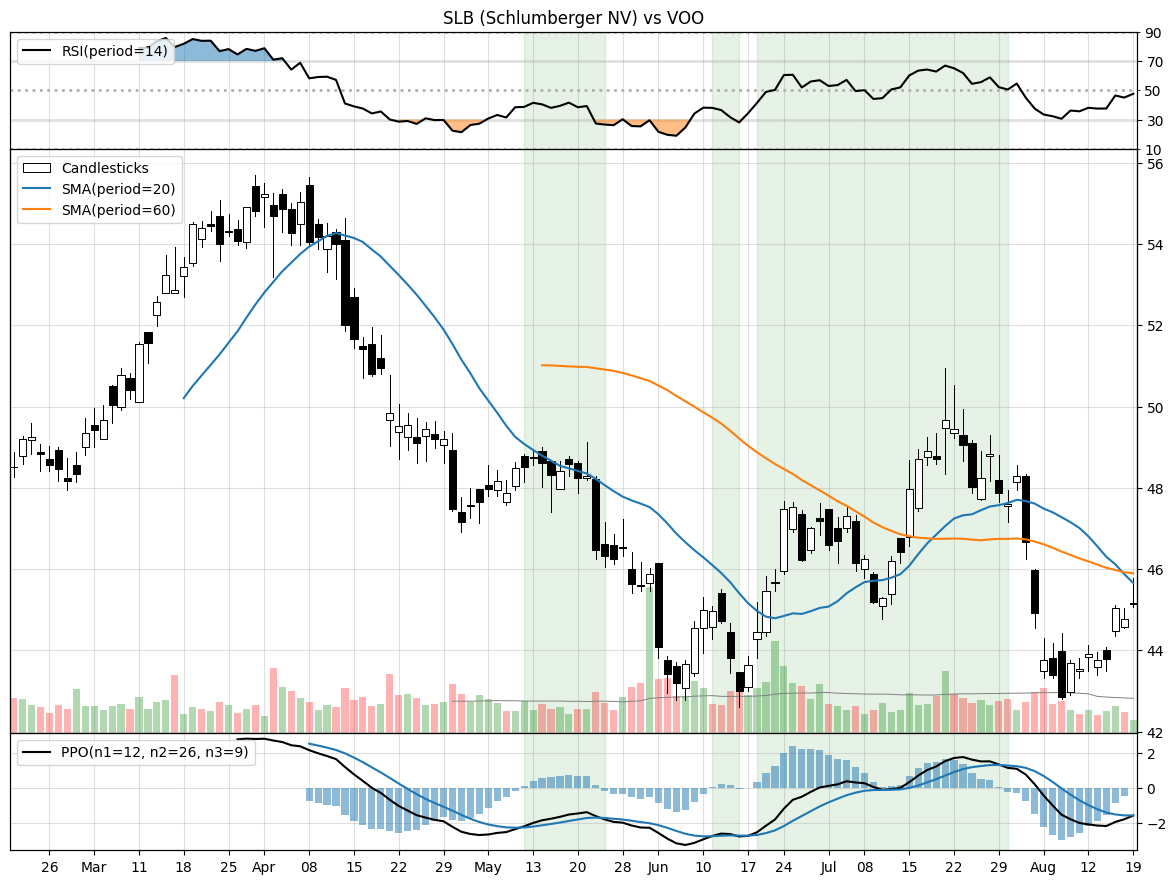 SLB (Schlumberger NV) vs VOO
RSI(period=14)
90
70
50
30
10
Candlesticks
SMA(period=20)
SMA(period=60)
56
54
52
50
48
46
44
42
PPO(n1=12, n2=26, n3=9)
2
0
−2
26 Mar 11 18 25 Apr 08 15 22 29 May 13 20 28 Jun 10 17 24 Jul 08 15 22 29 Aug 12 19